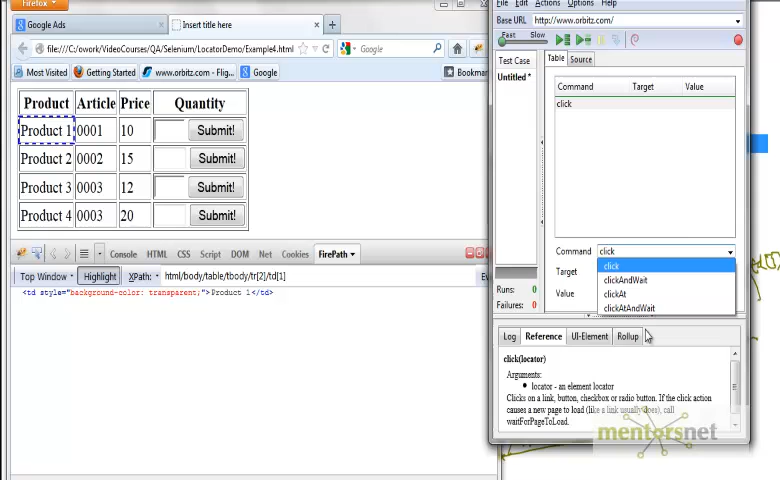 Firefox
Google Ads
Insert title here
file:///C:/owork/VideoCourses/QA/Selenium/LocatorDemo/Example4.html
Google
Most Visited
Getting Started
www.orbitz.com - Flig...
Google
Bookmar
Product Article Price Quantity
Product 1 0001 10 Submit!
Product 2 0002 15 Submit!
Product 3 0003 12 Submit!
Product 4 0003 20 Submit!
Console HTML CSS Script DOM Net Cookies FirePath
Top Window Highlight XPath: html/body/table/tbody/tr[2]/td[1]
<td style="background-color: transparent;">Product 1</td>
File Edit Actions Options Help
Base URL http://www.orbitz.com/
Fast Slow
Test Case
Untitled *
Table Source
Command Target Value
click
Command click
click
clickAndWait
clickAt
clickAtAndWait
Target
Value
Runs: 0
Failures: 0
Log Reference UI-Element Rollup
click(locator)
Arguments:
locator - an element locator
Clicks on a link, button, checkbox or radio button. If the click action
causes a new page to load (like a link usually does), call
waitForPageToLoad.
mentorsnet